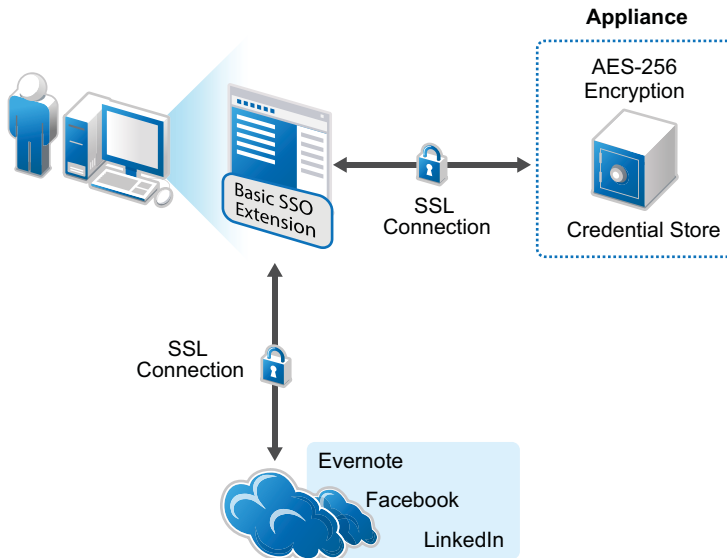 Appliance
AES-256
Encryption
Basic SSO
Extension
SSL
Connection
Credential Store
SSL
Connection
Evernote
Facebook
LinkedIn